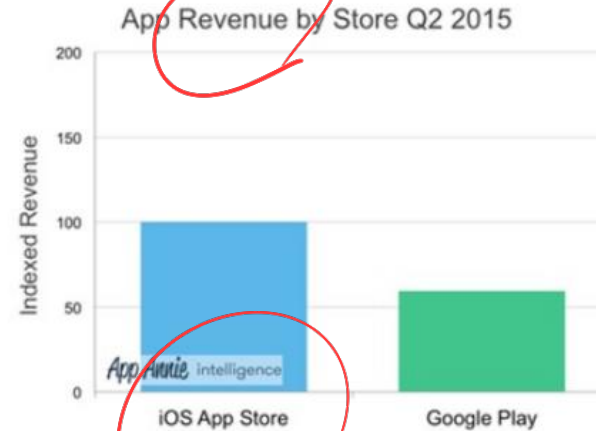 App Revenue by Store Q2 2015
200
150
100
50
0
Indexed Revenue
App Annie intelligence
iOS App Store
Google Play